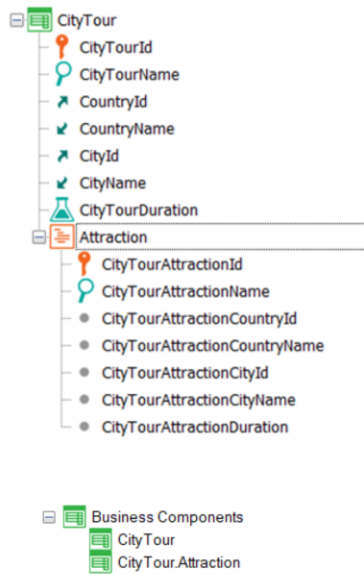 CityTour
CityTourId
CityTourName
CountryId
CountryName
CityId
CityName
CityTourDuration
Attraction
CityTourAttractionId
CityTourAttractionName
CityTourAttractionCountryId
CityTourAttractionCountryName
CityTourAttractionCityId
CityTourAttractionCityName
CityTourAttractionDuration
Business Components
CityTour
CityTour.Attraction